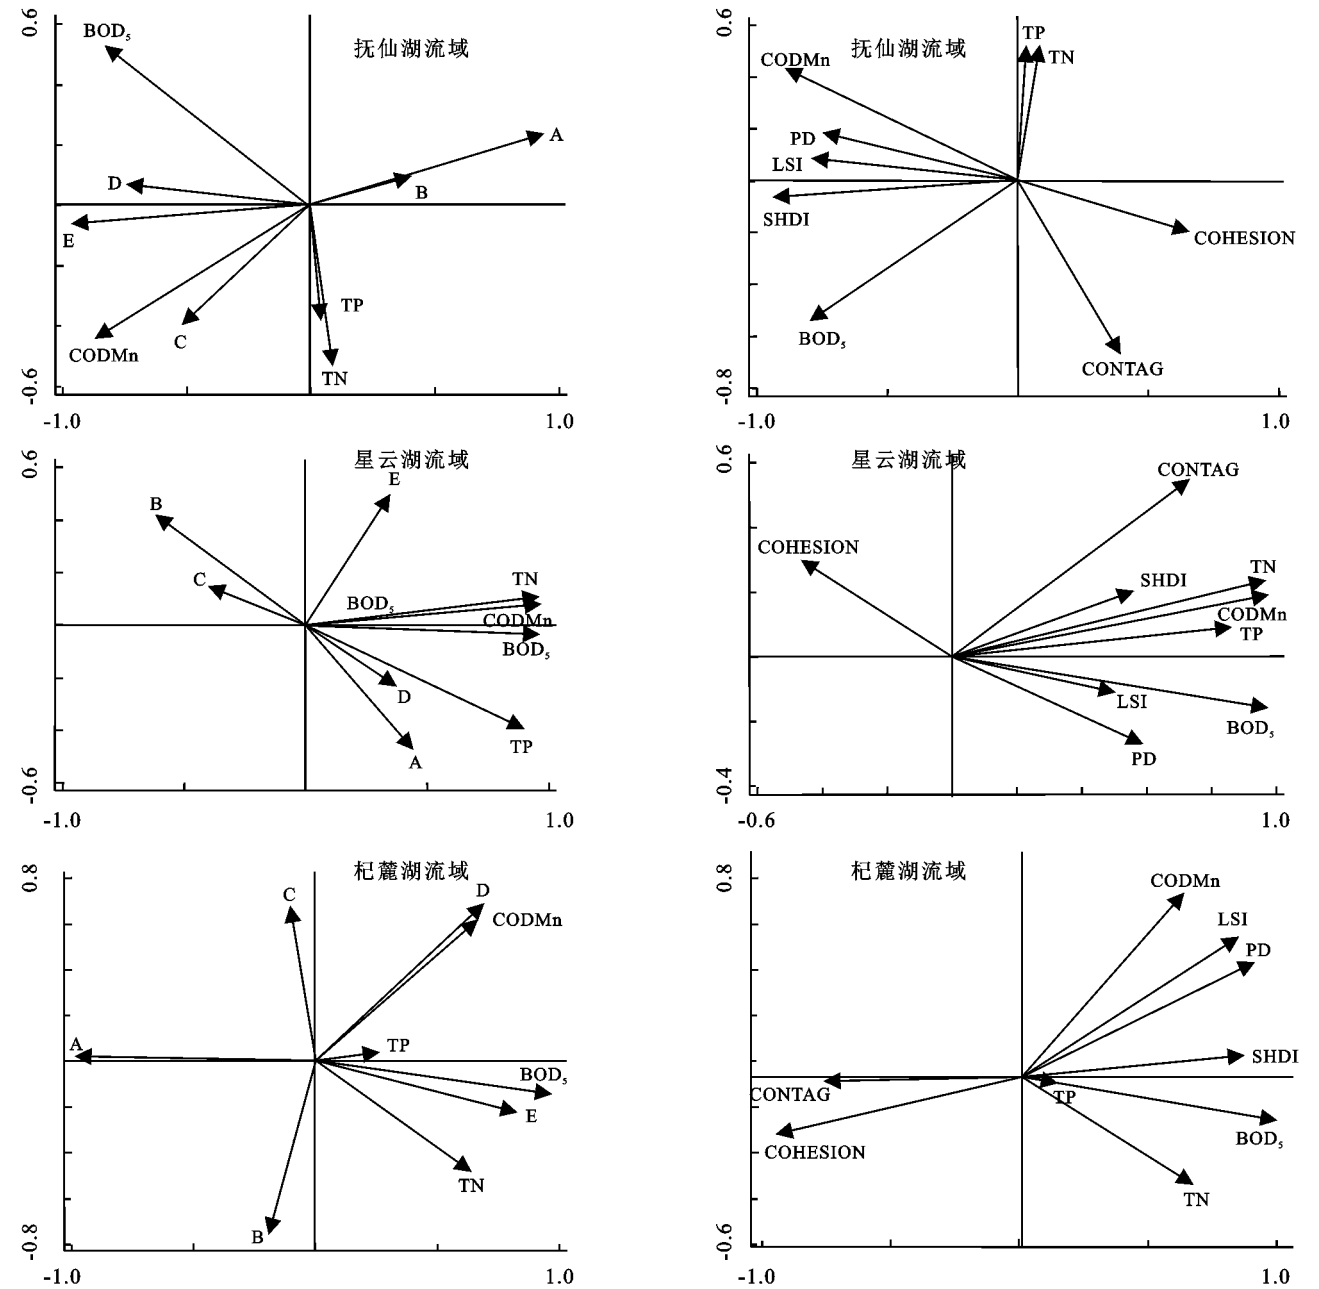 0.6
BOD₅
抚仙湖流域
A
B
D
E
TP
C
CODMn
TN
-0.6
-1.0
1.0
0.6
抚仙湖流域
TP
TN
CODMn
PD
LSI
SHDI
COHESION
BOD₅
CONTAG
-0.8
-1.0
1.0
0.6
星云湖流域
E
B
C
TN
BOD₅
CODMn
BOD₅
D
TP
A
-0.6
-1.0
1.0
0.6
星云湖流域
CONTAG
COHESION
SHDI
TN
CODMn
TP
LSI
BOD₅
PD
-0.4
-0.6
1.0
0.8
杞麓湖流域
C
D
CODMn
A
TP
BOD₅
E
TN
B
-0.8
-1.0
1.0
0.8
杞麓湖流域
CODMn
LSI
PD
SHDI
CONTAG
TP
BOD₅
COHESION
TN
-0.6
-1.0
1.0